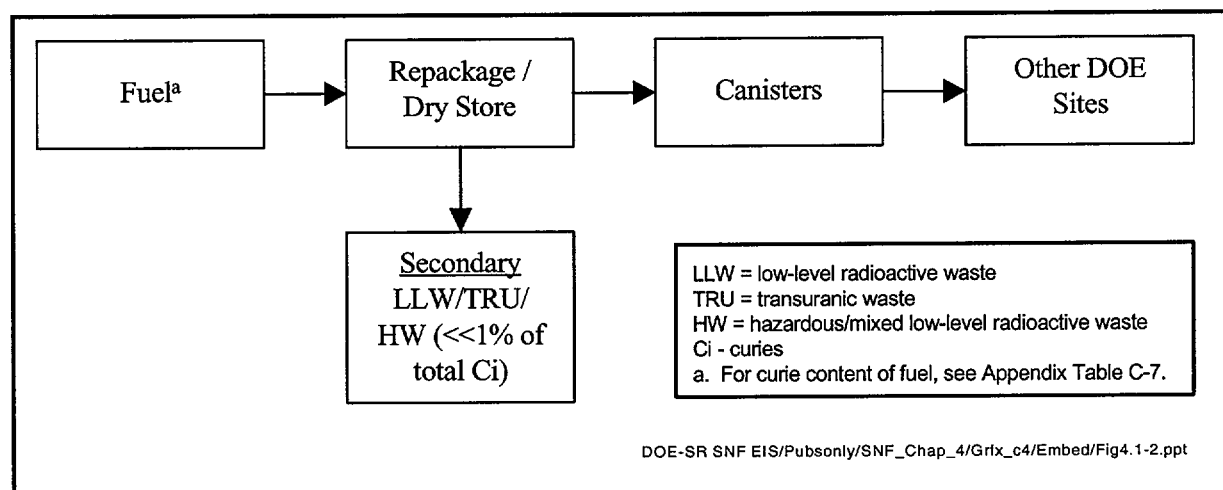 Fuelᵃ
Repackage /
Dry Store
Canisters
Other DOE
Sites
Secondary
LLW/TRU/
HW (<<1% of
total Ci)
LLW = low-level radioactive waste
TRU = transuranic waste
HW = hazardous/mixed low-level radioactive waste
Ci - curies
a. For curie content of fuel, see Appendix Table C-7.
DOE-SR SNF EIS/Pubsonly/SNF_Chap_4/Grfx_c4/Embed/Fig4.1-2.ppt